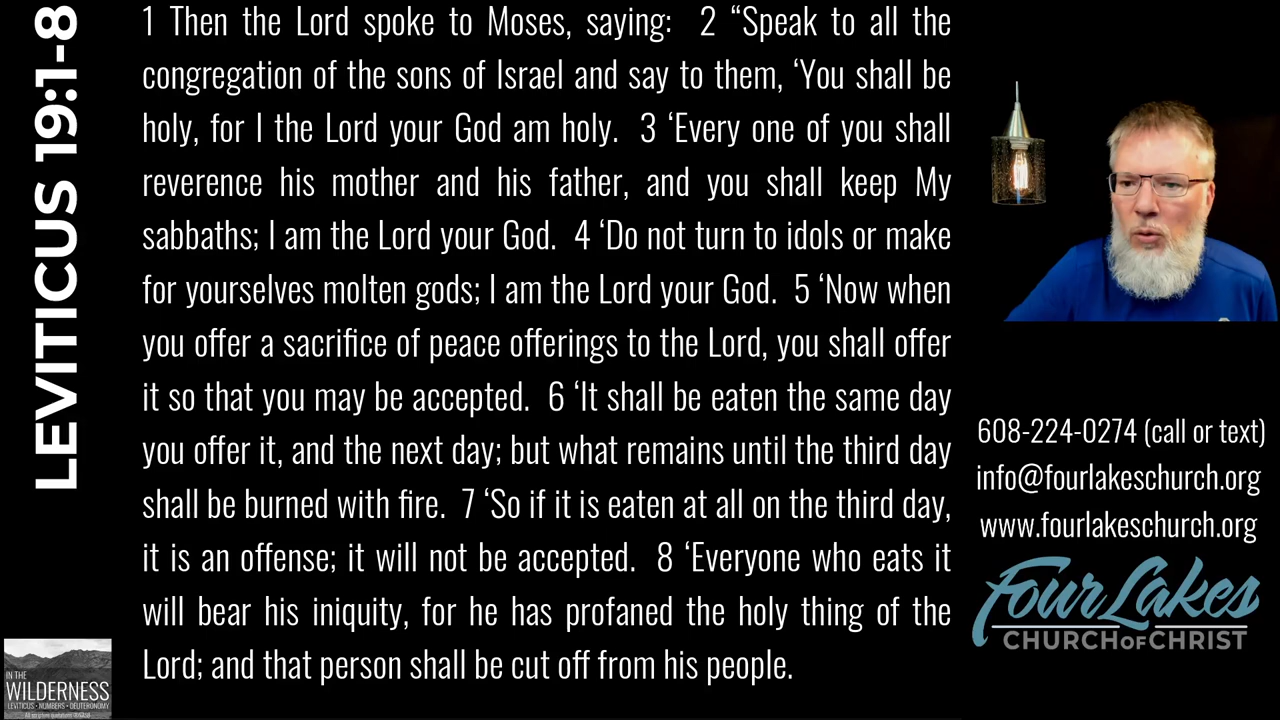 LEVITICUS 19:1-8
1 Then the Lord spoke to Moses, saying:  2 “Speak to all the
congregation of the sons of Israel and say to them, ‘You shall be
holy, for I the Lord your God am holy.  3 ‘Every one of you shall
reverence his mother and his father, and you shall keep My
sabbaths; I am the Lord your God.  4 ‘Do not turn to idols or make
for yourselves molten gods; I am the Lord your God.  5 ‘Now when
you offer a sacrifice of peace offerings to the Lord, you shall offer
it so that you may be accepted.  6 ‘It shall be eaten the same day
you offer it, and the next day; but what remains until the third day
shall be burned with fire.  7 ‘So if it is eaten at all on the third day,
it is an offense; it will not be accepted.  8 ‘Everyone who eats it
will bear his iniquity, for he has profaned the holy thing of the
Lord; and that person shall be cut off from his people.
608-224-0274 (call or text)
info@fourlakeschurch.org
www.fourlakeschurch.org
Four Lakes
CHURCH OF CHRIST
IN THE
WILDERNESS
LEVITICUS • NUMBERS • DEUTERONOMY
All scripture quotations